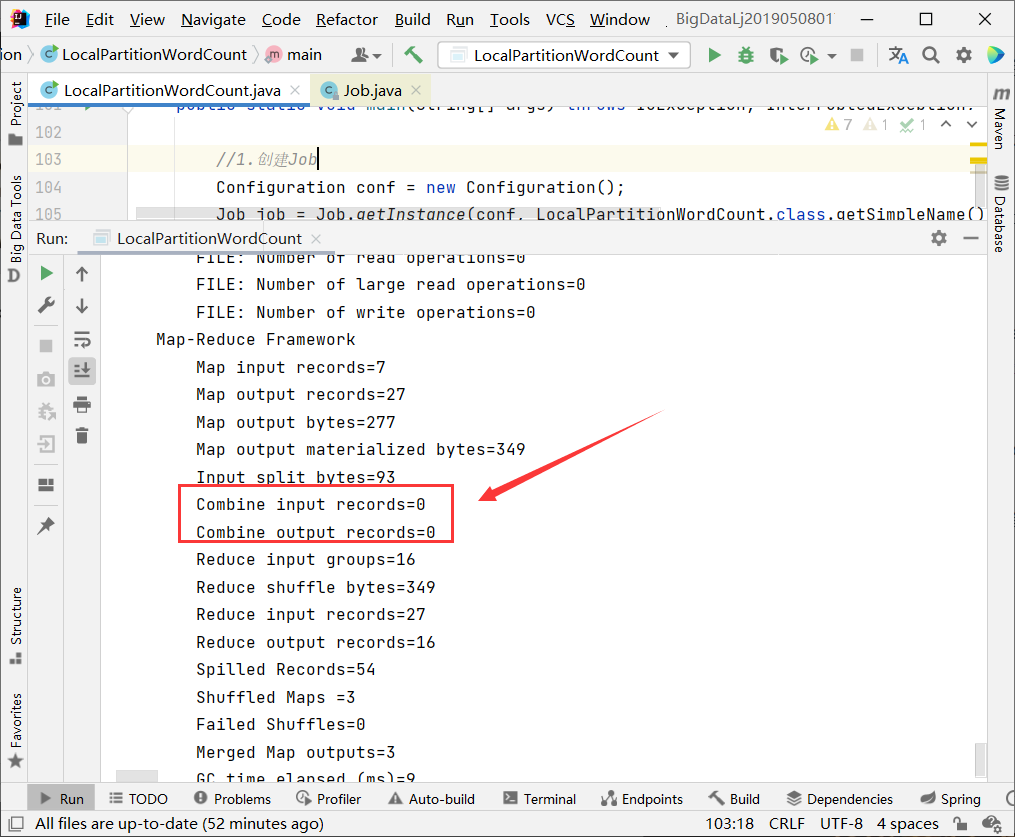 File Edit View Navigate Code Refactor Build Run Tools VCS Window BigDataLj2019050801
ion LocalPartitionWordCount main LocalPartitionWordCount
LocalPartitionWordCount.java Job.java
public static void main(String[] args) throws IOException, InterruptedException,
102
7 1 1
103 //1.创建Job
104 Configuration conf = new Configuration();
105 Job job = Job.getInstance(conf, LocalPartitionWordCount.class.getSimpleName()
Run: LocalPartitionWordCount
FILE: Number of read operations=0
FILE: Number of large read operations=0
FILE: Number of write operations=0
Map-Reduce Framework
Map input records=7
Map output records=27
Map output bytes=277
Map output materialized bytes=349
Input split bytes=93
Combine input records=0
Combine output records=0
Reduce input groups=16
Reduce shuffle bytes=349
Reduce input records=27
Reduce output records=16
Spilled Records=54
Shuffled Maps =3
Failed Shuffles=0
Merged Map outputs=3
GC time elapsed (ms)=9
Project
Big Data Tools
D
Structure
Favorites
m
Maven
Database
Run TODO Problems Profiler Auto-build Terminal Endpoints Build Dependencies Spring
All files are up-to-date (52 minutes ago) 103:18 CRLF UTF-8 4 spaces